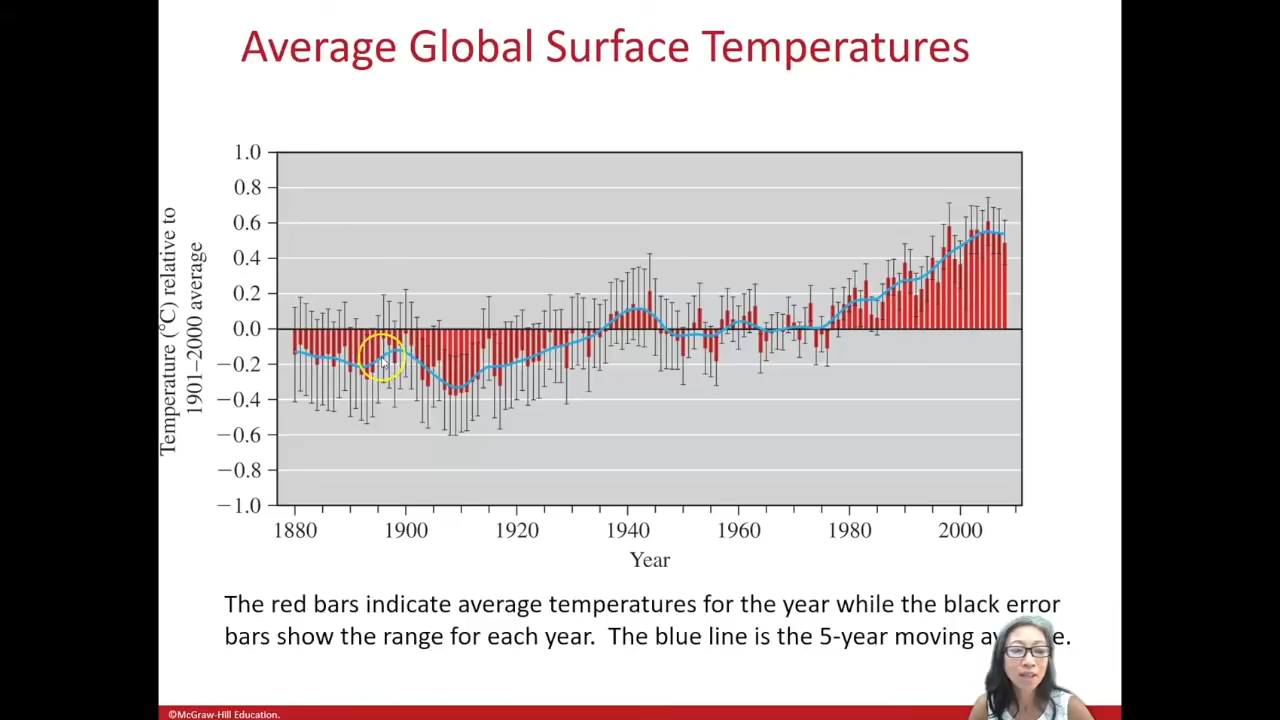 Average Global Surface Temperatures
1.0
0.8
0.6
0.4
0.2
0.0
−0.2
−0.4
−0.6
−0.8
−1.0
Temperature (°C) relative to
1901–2000 average
1880 1900 1920 1940 1960 1980 2000
Year
The red bars indicate average temperatures for the year while the black error
bars show the range for each year. The blue line is the 5-year moving
©McGraw-Hill Education.